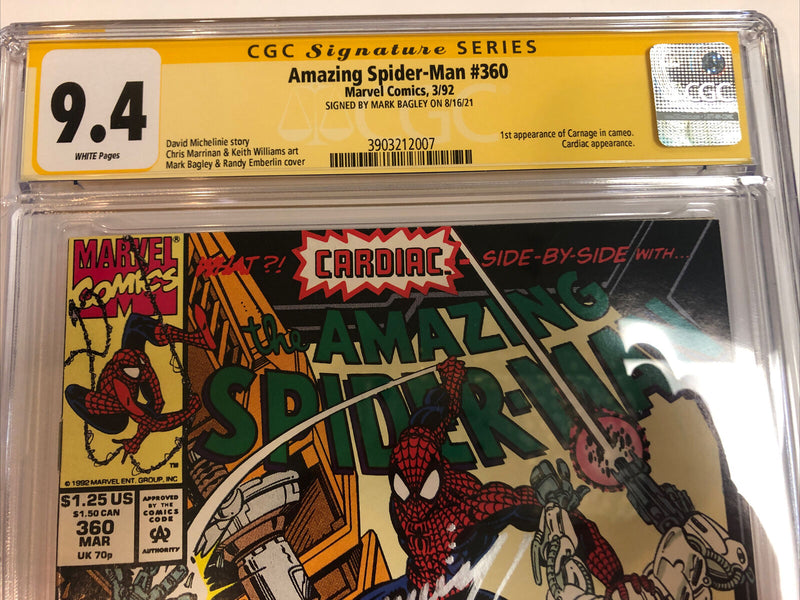 CGC Signature SERIES
9.4
WHITE Pages
Amazing Spider-Man #360
Marvel Comics, 3/92
SIGNED BY MARK BAGLEY ON 8/16/21
David Michelinie story
Chris Marrinan & Keith Williams art
Mark Bagley & Randy Emberlin cover
3903212007
1st appearance of Carnage in cameo.
Cardiac appearance.
CGC
CGC
MARVEL®
COMICS
M
WHAT?! CARDIAC- SIDE-BY-SIDE WITH...
the AMAZING
SPIDER-MAN
TM
© 1992 MARVEL ENT. GROUP, INC
$1.25 US
$1.50 CAN
360
MAR
UK 70p
APPROVED
BY THE
COMICS
CODE
CA
AUTHORITY